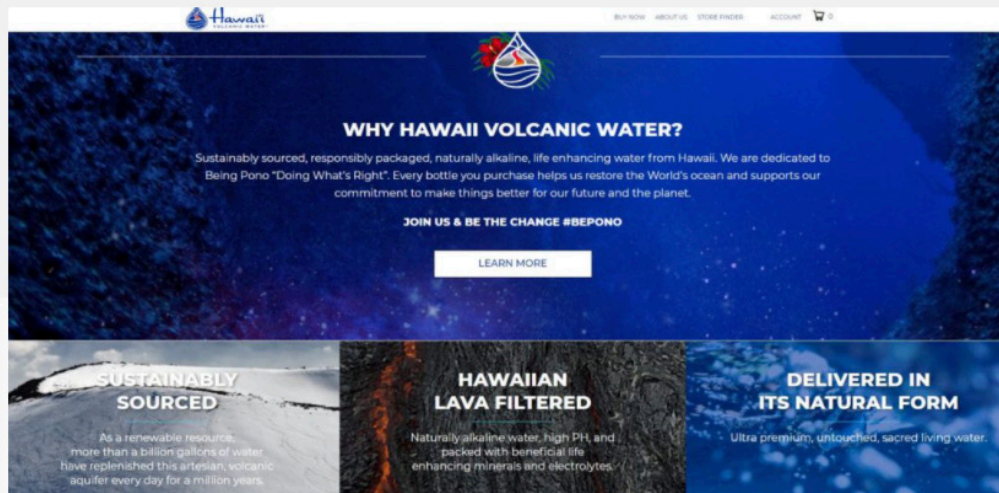 Hawaii
VOLCANIC WATER
BUY NOW ABOUT US STORE FINDER ACCOUNT 0
WHY HAWAII VOLCANIC WATER?
Sustainably sourced, responsibly packaged, naturally alkaline, life enhancing water from Hawaii. We are dedicated to
Being Pono "Doing What's Right". Every bottle you purchase helps us restore the World's ocean and supports our
commitment to make things better for our future and the planet.
JOIN US & BE THE CHANGE #BEPONO
LEARN MORE
SUSTAINABLY
SOURCED
As a renewable resource,
more than a billion gallons of water
have replenished this artesian, volcanic
aquifer every day for a million years.
HAWAIIAN
LAVA FILTERED
Naturally alkaline water, high PH, and
packed with beneficial life
enhancing minerals and electrolytes.
DELIVERED IN
ITS NATURAL FORM
Ultra premium, untouched, sacred living water.